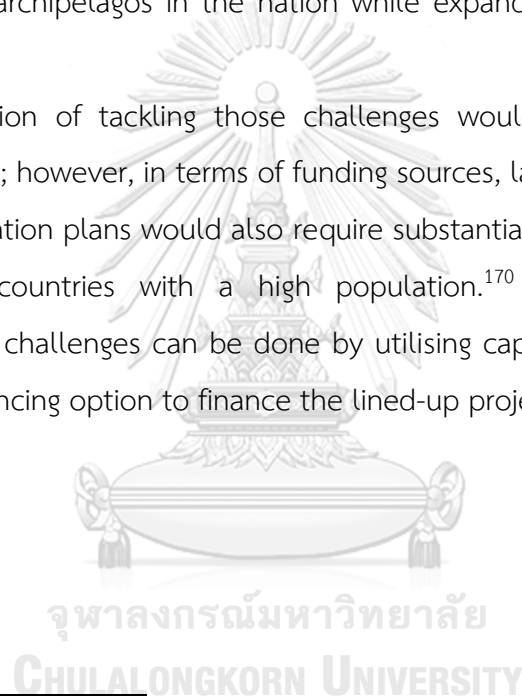 archipelagos in the nation while expand
ion of tackling those challenges woul
; however, in terms of funding sources, la
ation plans would also require substantia
countries with a high population.170
challenges can be done by utilising cap
ncing option to finance the lined-up proje
จุฬาลงกรณ์มหาวิทยาลัย
CHULALONGKORN UNIVERSITY